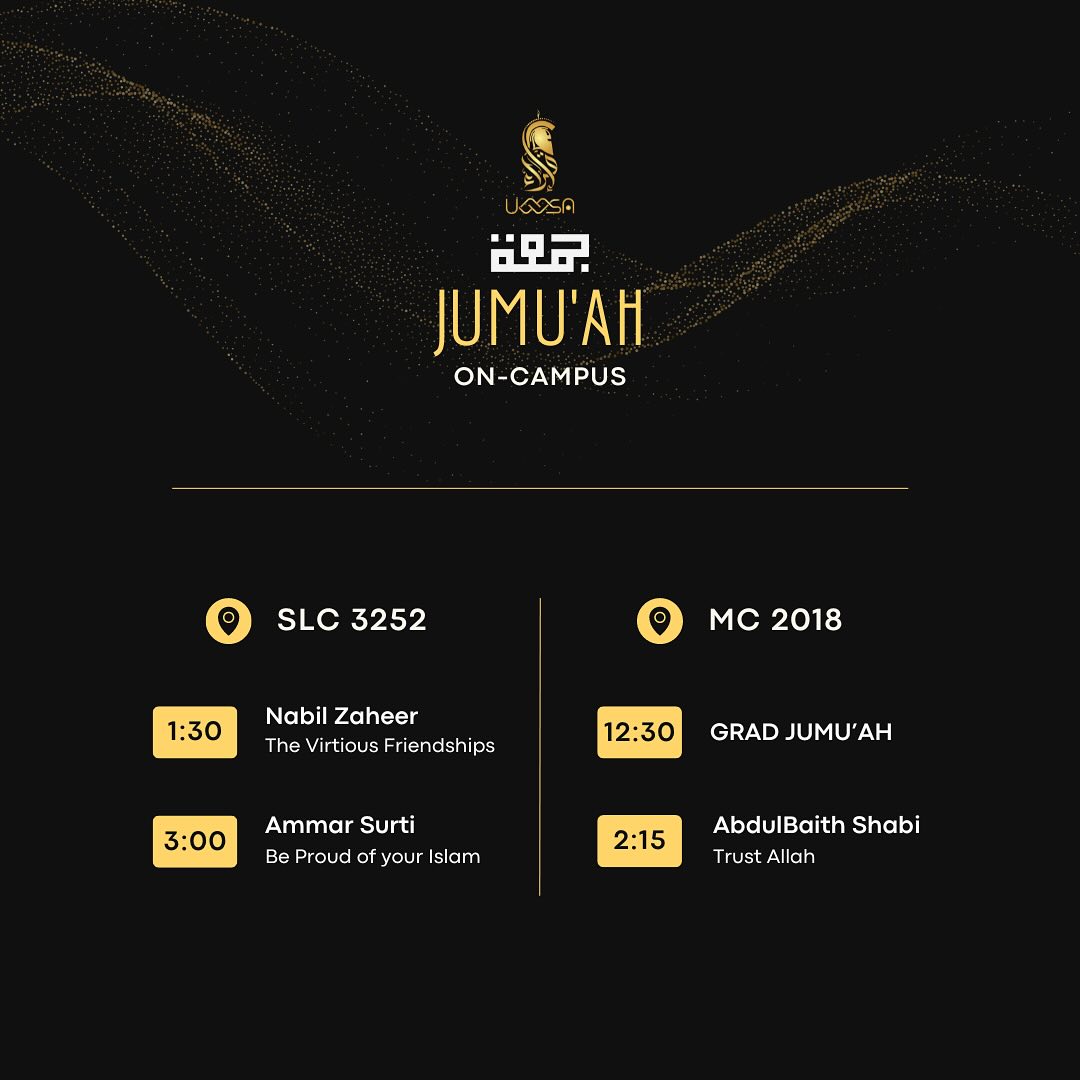 جمعة
JUMU'AH
ON-CAMPUS
SLC 3252
1:30
Nabil Zaheer
The Virtious Friendships
3:00
Ammar Surti
Be Proud of your Islam
MC 2018
12:30
GRAD JUMU’AH
2:15
AbdulBaith Shabi
Trust Allah